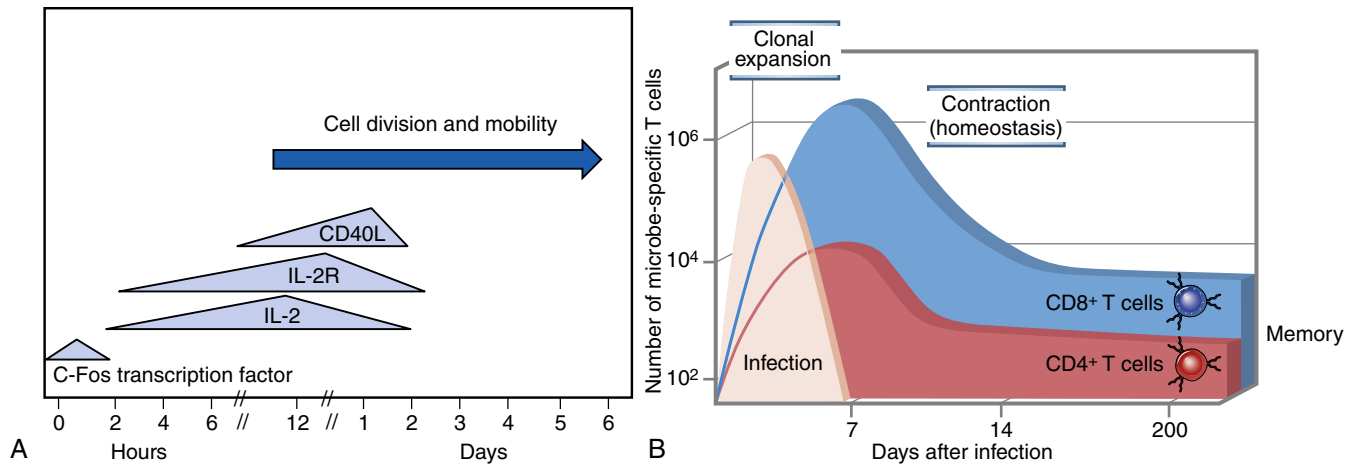 Cell division and mobility
CD40L
IL-2R
IL-2
C-Fos transcription factor
0 2 4 6 // 12 // 1 2 3 4 5 6
Hours Days
A
Clonal
expansion
Contraction
(homeostasis)
Number of microbe-specific T cells
10⁶
10⁴
10²
CD8⁺ T cells
CD4⁺ T cells
Infection
Memory
7 14 200
Days after infection
B